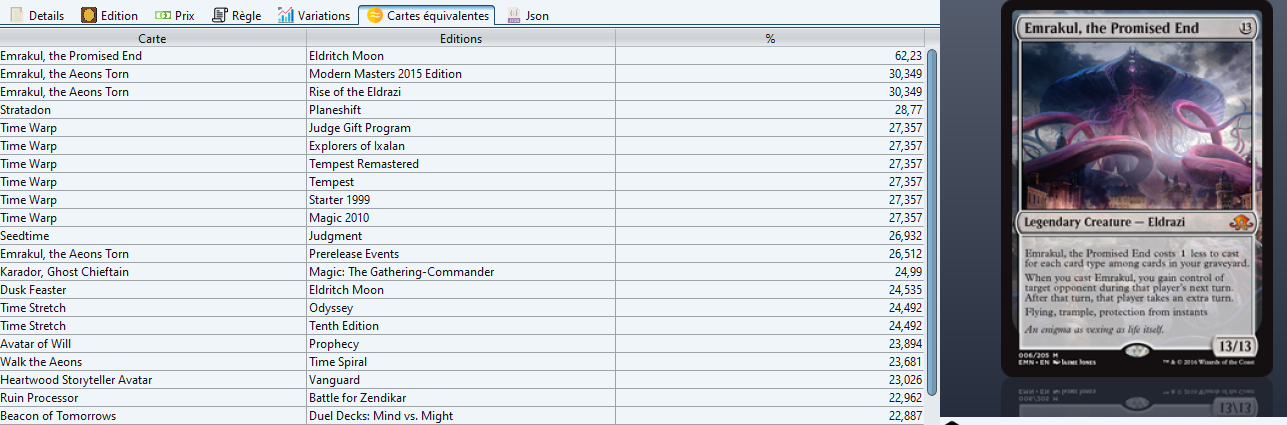 Details Edition Prix Règle Variations Cartes équivalentes Json
Carte Editions %
Emrakul, the Promised End Eldritch Moon 62,23
Emrakul, the Aeons Torn Modern Masters 2015 Edition 30,349
Emrakul, the Aeons Torn Rise of the Eldrazi 30,349
Stratadon Planeshift 28,77
Time Warp Judge Gift Program 27,357
Time Warp Explorers of Ixalan 27,357
Time Warp Tempest Remastered 27,357
Time Warp Tempest 27,357
Time Warp Starter 1999 27,357
Time Warp Magic 2010 27,357
Seedtime Judgment 26,932
Emrakul, the Aeons Torn Prerelease Events 26,512
Karador, Ghost Chieftain Magic: The Gathering-Commander 24,99
Dusk Feaster Eldritch Moon 24,535
Time Stretch Odyssey 24,492
Time Stretch Tenth Edition 24,492
Avatar of Will Prophecy 23,894
Walk the Aeons Time Spiral 23,681
Heartwood Storyteller Avatar Vanguard 23,026
Ruin Processor Battle for Zendikar 22,962
Beacon of Tomorrows Duel Decks: Mind vs. Might 22,887
Emrakul, the Promised End 13
Legendary Creature — Eldrazi
Emrakul, the Promised End costs 1 less to cast
for each card type among cards in your graveyard.
When you cast Emrakul, you gain control of
target opponent during that player's next turn.
After that turn, that player takes an extra turn.
Flying, trample, protection from instants
An enigma as vexing as life itself.
13/13
006/205 M
EMN • EN Jaime Jones ™ & © 2016 Wizards of the Coast